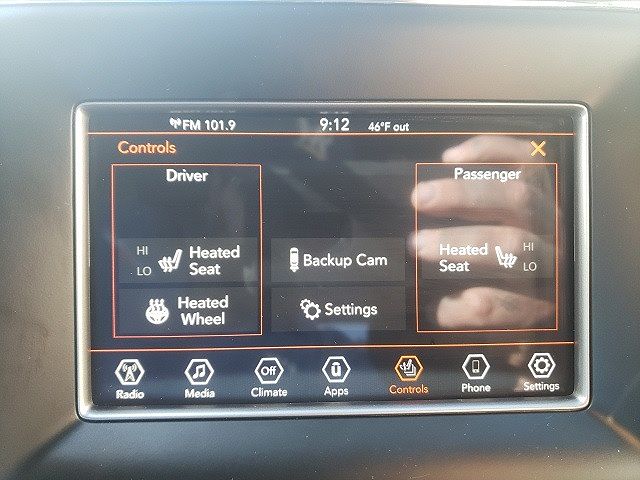 FM 101.9 9:12 46°F out
Controls X
Driver
Passenger
HI
LO
Heated
Seat
Backup Cam
Heated
Seat
HI
LO
Heated
Wheel
Settings
Radio Media Off Climate ū Apps Controls Phone Settings